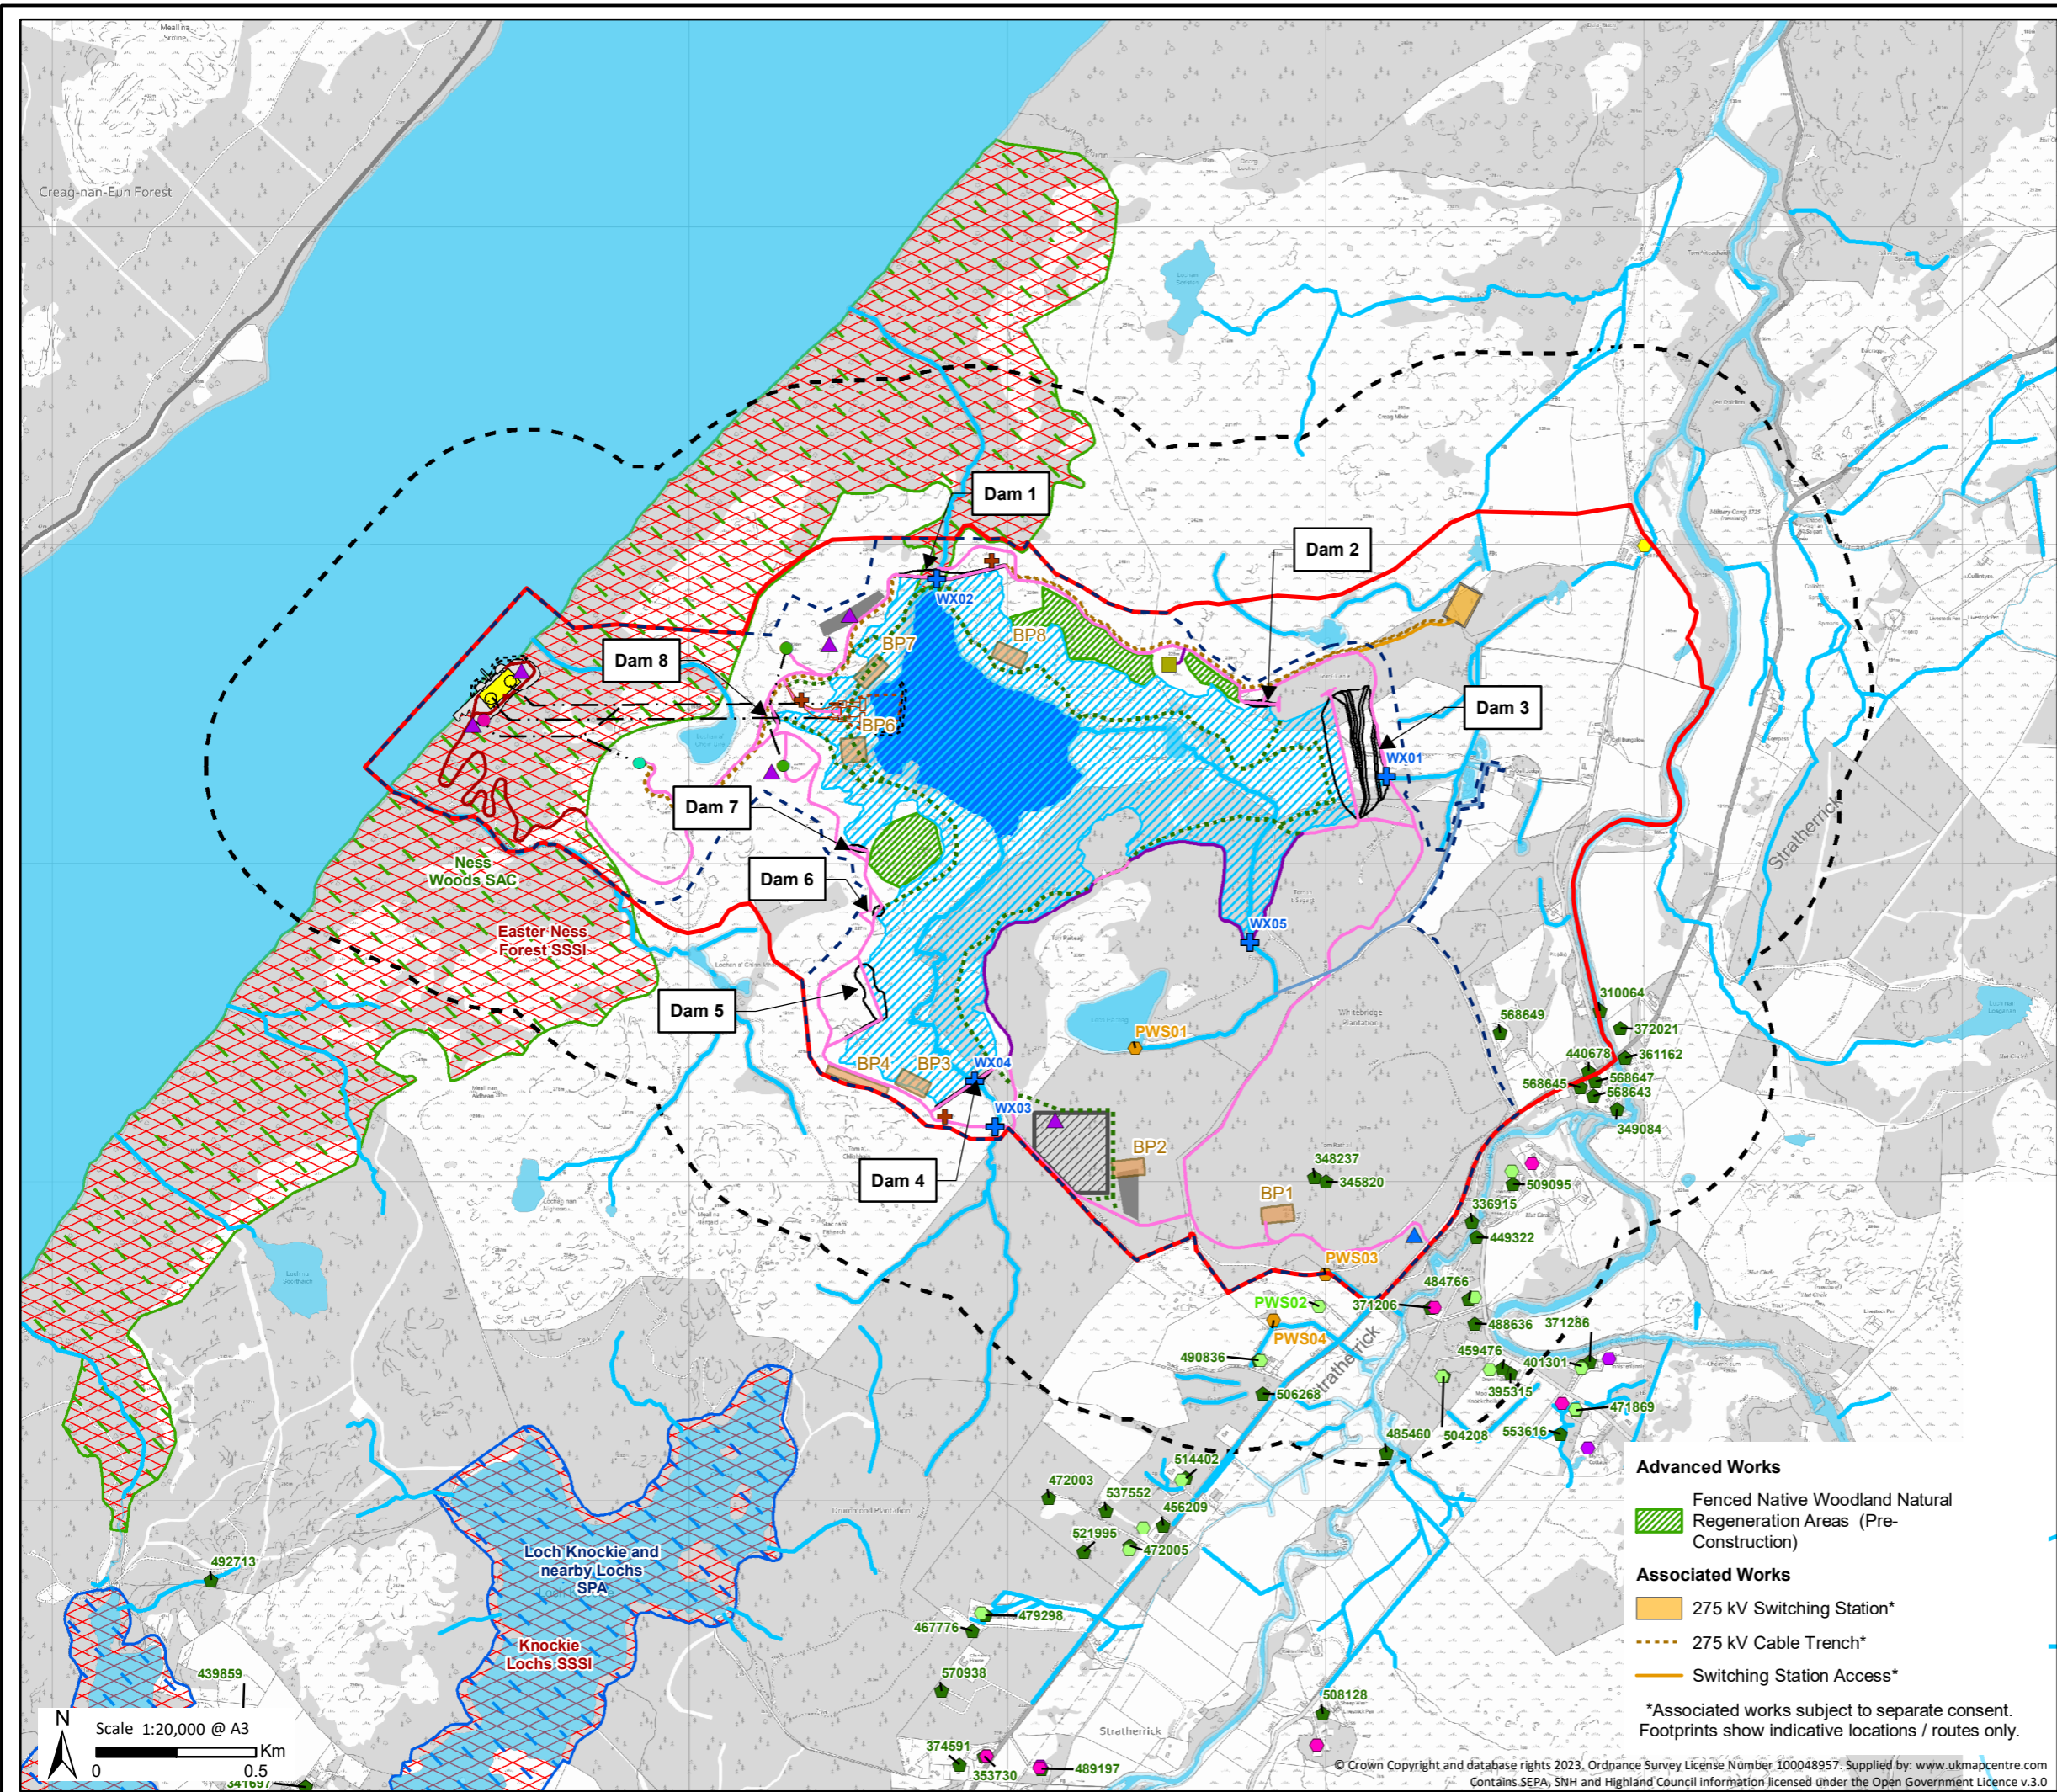 Meall na
Sròine
Creag-nan-Eun Forest
Dam 1
Dam 2
WX02
BP8
BP7
Dam 8
Dam 3
BP6
WX01
Dam 7
Stratherrick
Ness
Woods SAC
Dam 6
Easter Ness
Forest SSSI
WX05
Dam 5
PWS01
Whitebridge
Plantation
310064
568649
372021
440678
361162
BP4
BP3
WX04
568645
568647
568643
WX03
349084
BP2
Dam 4
348237
345820
509095
BP1
336915
449322
PWS03
484766
PWS02
371206
PWS04
488636
371286
Stratherrick
490836
459476
401301
506268
395315
471869
485460
504208
553616
514402
472003
537552
456209
Drummond Plantation
521995
472005
492713
Loch Knockie and
nearby Lochs
SPA
479298
467776
Knockie
Lochs SSSI
439859
570938
508128
Stratherrick
374591
353730
489197
341697
N
Scale 1:20,000 @ A3
Km
0 0.5
Advanced Works
Fenced Native Woodland Natural
Regeneration Areas (Pre-
Construction)
Associated Works
275 kV Switching Station*
275 kV Cable Trench*
Switching Station Access*
*Associated works subject to separate consent.
Footprints show indicative locations / routes only.
© Crown Copyright and database rights 2023, Ordnance Survey License Number 100048957. Supplied by: www.ukmapcentre.com
Contains SEPA, SNH and Highland Council information licensed under the Open Government Licence v.3.0